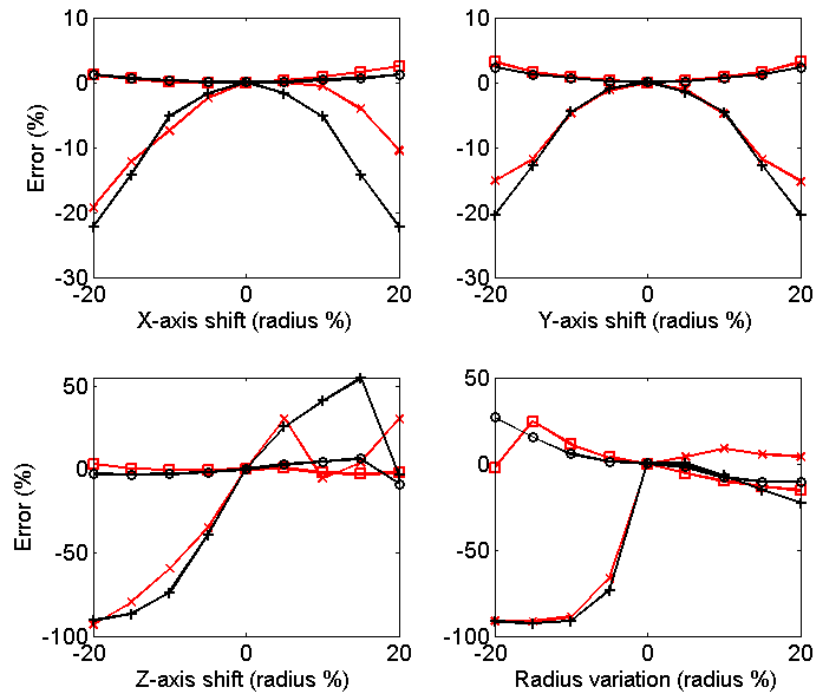 10
0
-10
-20
-30
Error (%)
-20 0 20
X-axis shift (radius %)
10
0
-10
-20
-30
-20 0 20
Y-axis shift (radius %)
50
0
-50
-100
Error (%)
-20 0 20
Z-axis shift (radius %)
50
0
-50
-100
-20 0 20
Radius variation (radius %)